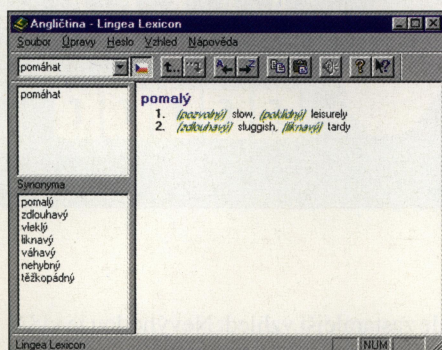 Angličtina - Lingea Lexicon
Soubor Úpravy Heslo Vzhled Nápověda
pomáhat
pomáhat
pomalý
1. (pozvolný) slow, (poklidný) leisurely
2. (zdlouhavý) sluggish, (liknavý) tardy
Synonyma
pomalý
zdlouhavý
vleklý
liknavý
váhavý
nehybný
těžkopádný
Lingea Lexicon
NUM